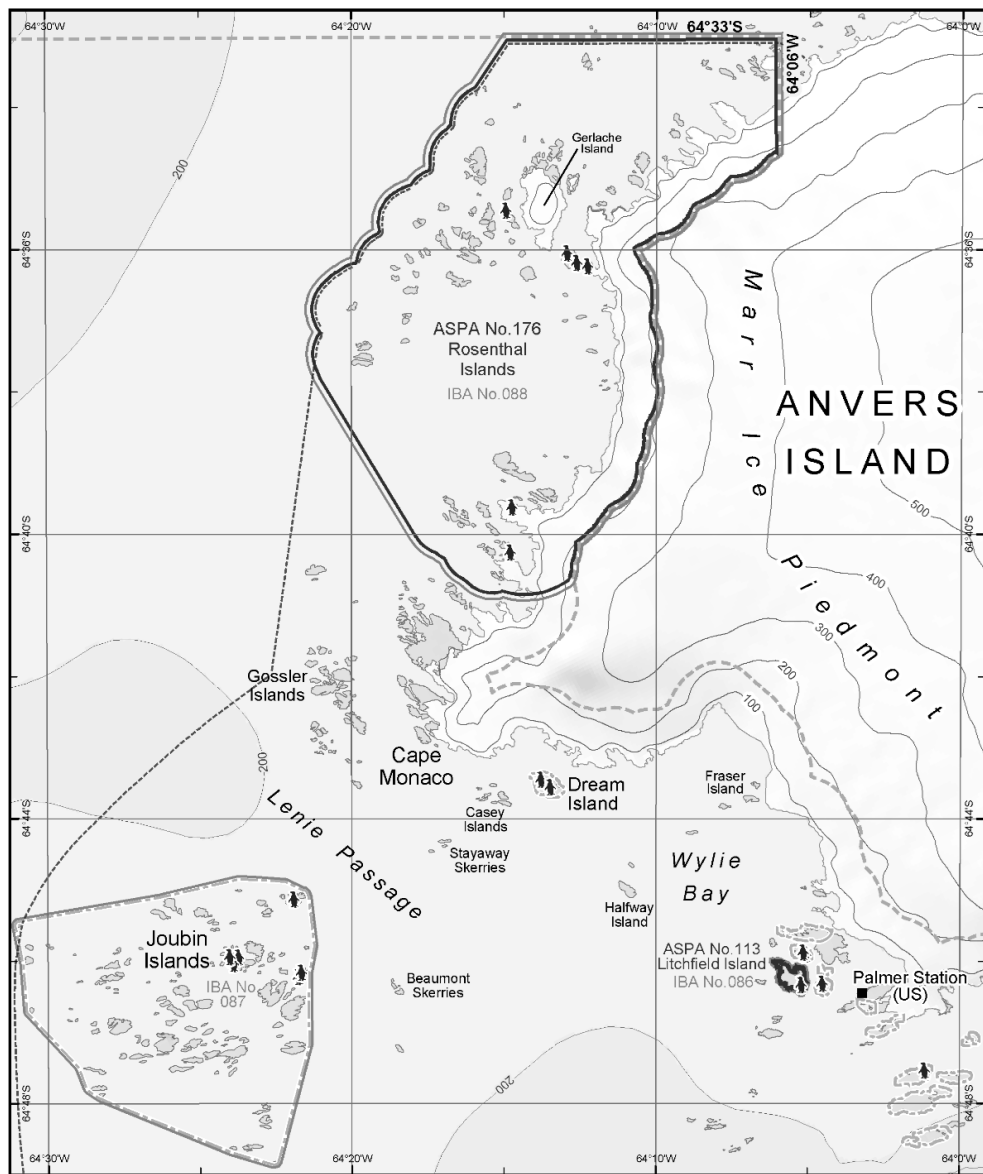 64°30'W
64°20'W
64°10'W
64°0'W
64°33'S
64°06'W
200
Gerlache
Island
64°36'S
64°36'S
ASPA No.176
Rosenthal
Islands
IBA No.088
Marr Ice
Piedmont
ANVERS
ISLAND
500
64°40'S
64°40'S
400
300
200
100
Gossler
Islands
200
Cape
Monaco
Dream
Island
Fraser
Island
Casey
Islands
64°44'S
64°44'S
Lenie Passage
Stayaway
Skerries
Wylie
Bay
Halfway
Island
Joubin
Islands
IBA No.
087
ASPA No.113
Litchfield Island
IBA No.086
Palmer Station
(US)
Beaumont
Skerries
200
64°48'S
64°48'S
64°30'W
64°20'W
64°10'W
64°0'W